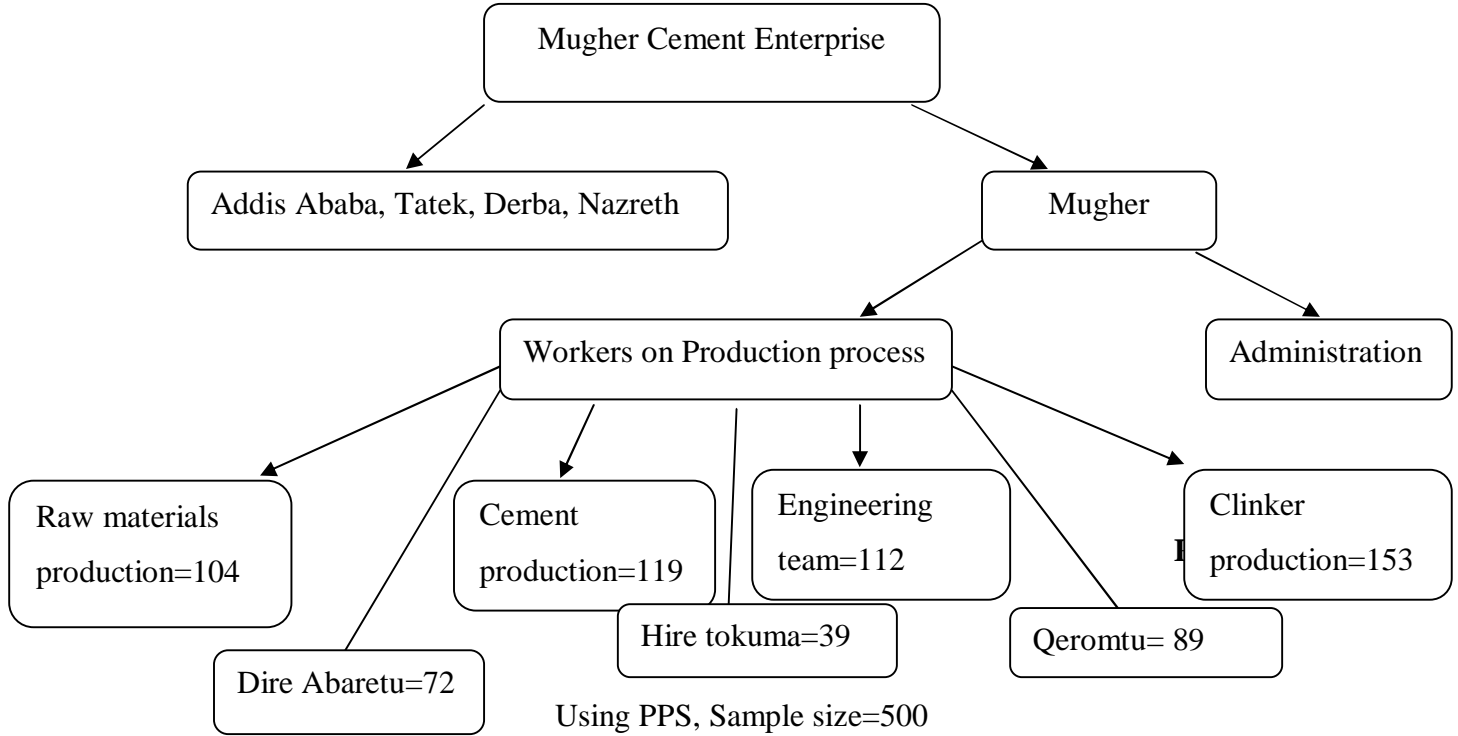 Mugher Cement Enterprise
Addis Ababa, Tatek, Derba, Nazreth
Mugher
Workers on Production process
Administration
Raw materials
production=104
Cement
production=119
Engineering
team=112
Clinker
production=153
Dire Abaretu=72
Hire tokuma=39
Qeromtu= 89
Using PPS, Sample size=500